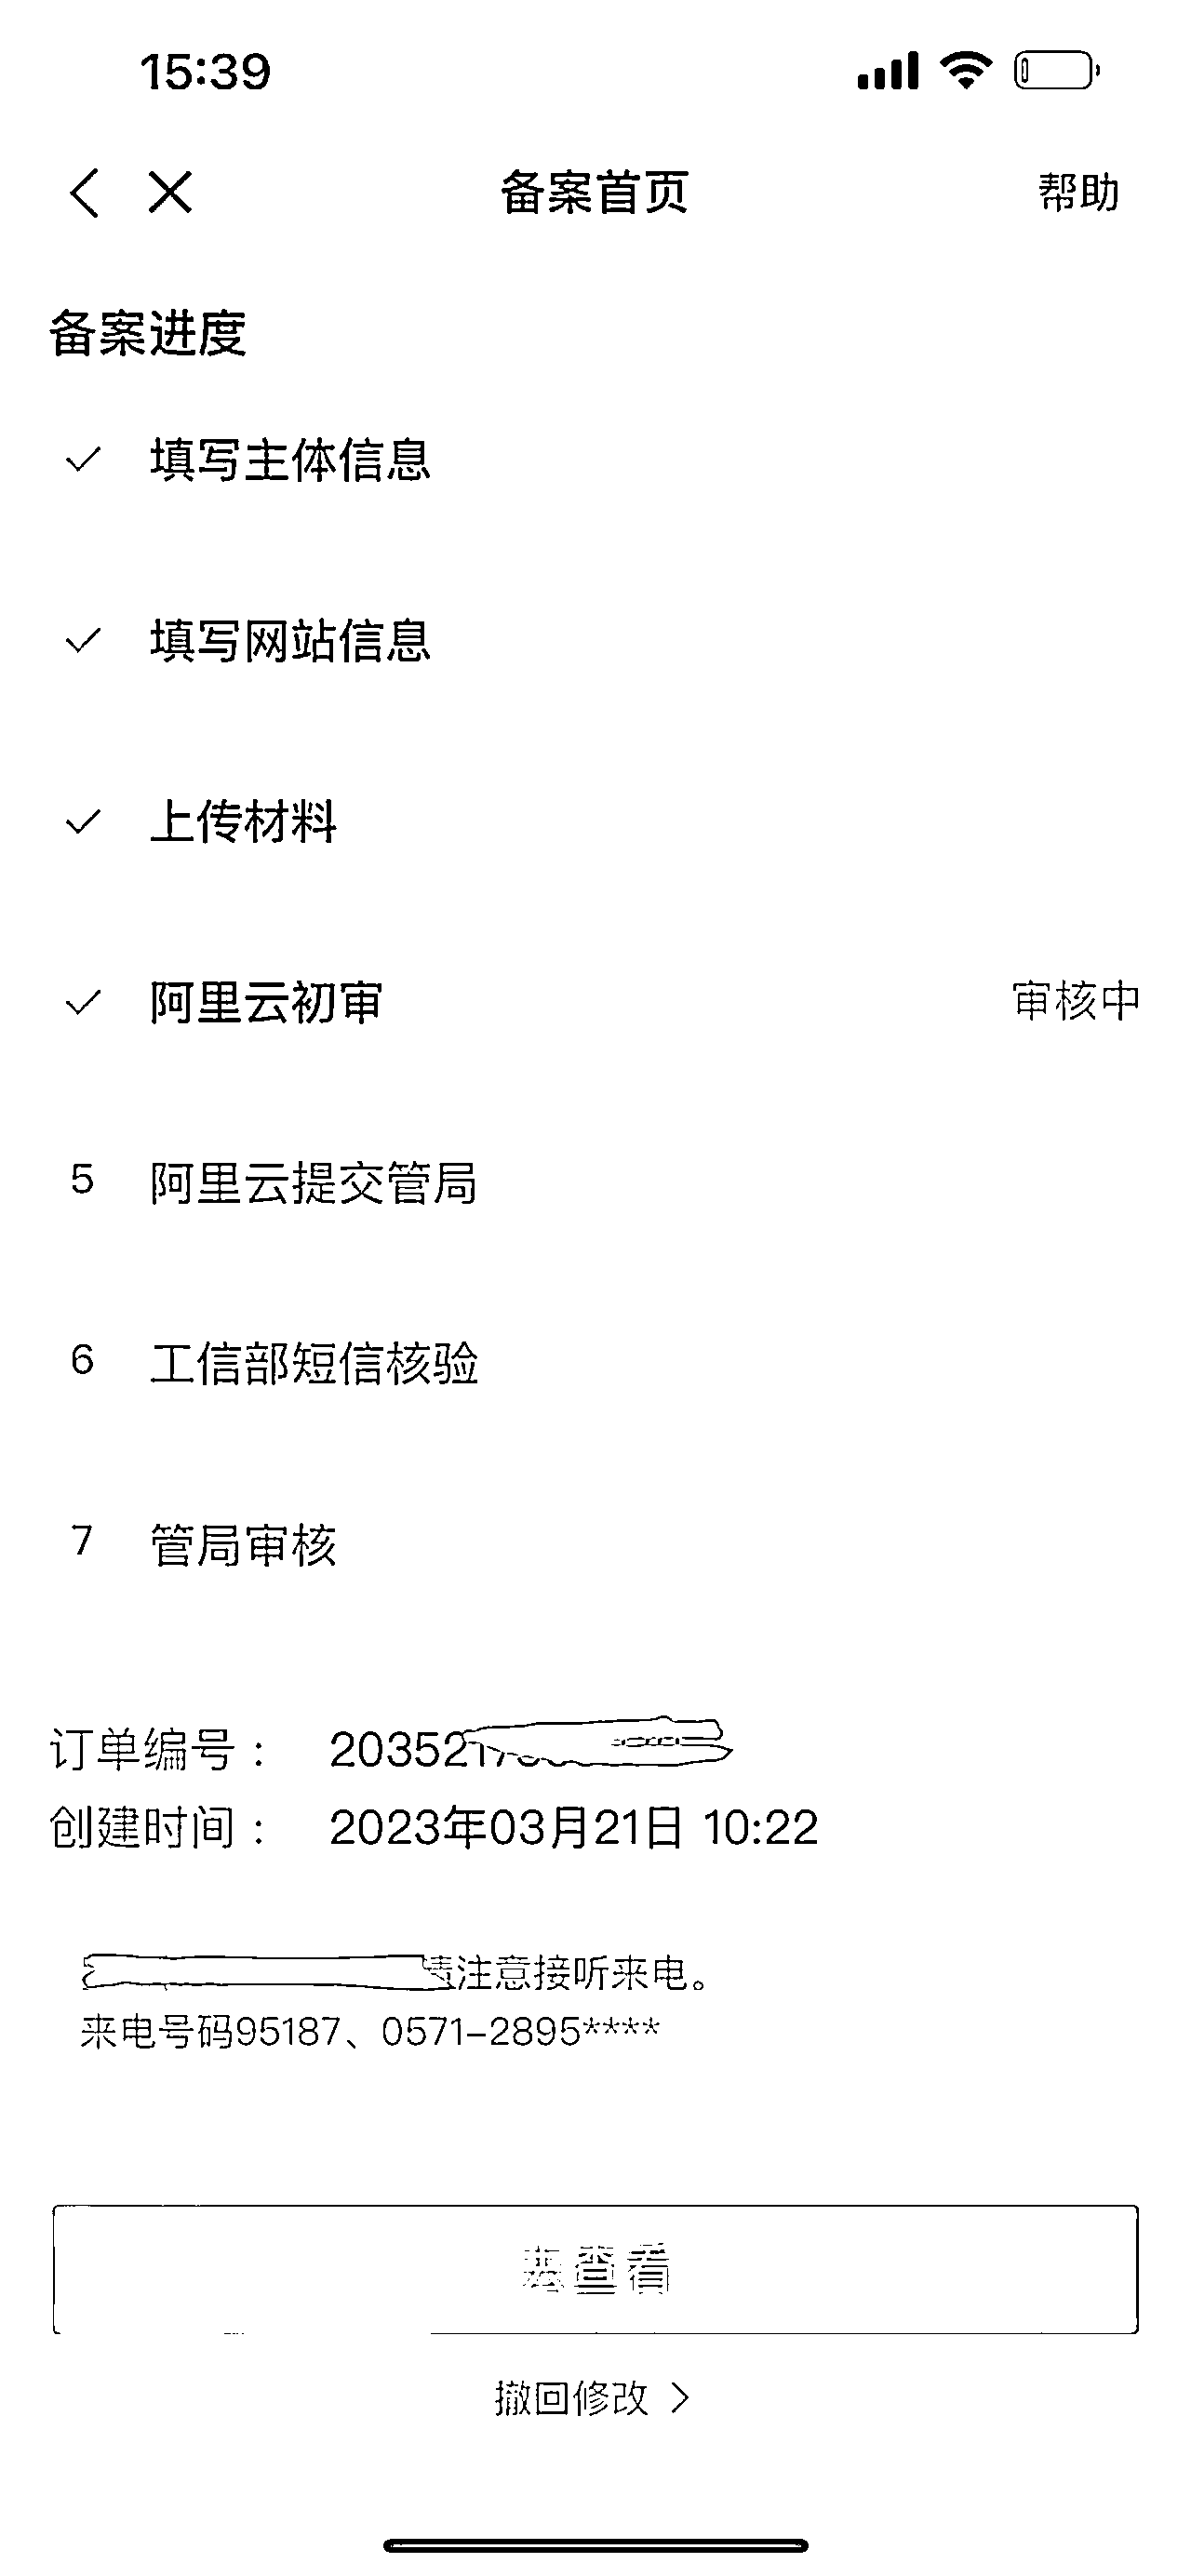 15:39
备案首页
帮助
备案进度
填写主体信息
填写网站信息
上传材料
阿里云初审 审核中
5 阿里云提交管局
6 工信部短信核验
7 管局审核
订单编号： 203521
创建时间： 2023年03月21日 10:22
请注意接听来电。
来电号码95187、0571-2895****
去查看
撤回修改 >